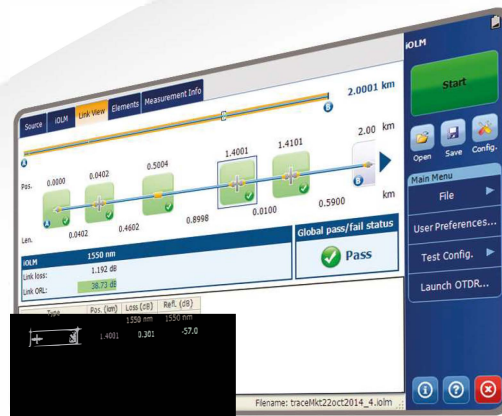 iOLM
Source iOLM Link View Elements Measurement Info
2.0001 km
Start
A B
Open Save Config.
Pos. 0.0000 0.0402 0.5004 1.4001 1.4101 2.00 km
Main Menu
File
A B
Len. 0.0402 0.4602 0.8998 0.0100 0.5900 km
User Preferences...
iOLM 1550 nm
Global pass/fail status
Test Config.
Link loss: 1.192 dB
Pass
Link ORL: 38.73 dB
Launch OTDR...
Type Pos. (km) Loss (dB) Refl. (dB)
1550 nm 1550 nm
1.4001 0.301 -57.0
Filename: traceMkt22oct2014_4.iolm